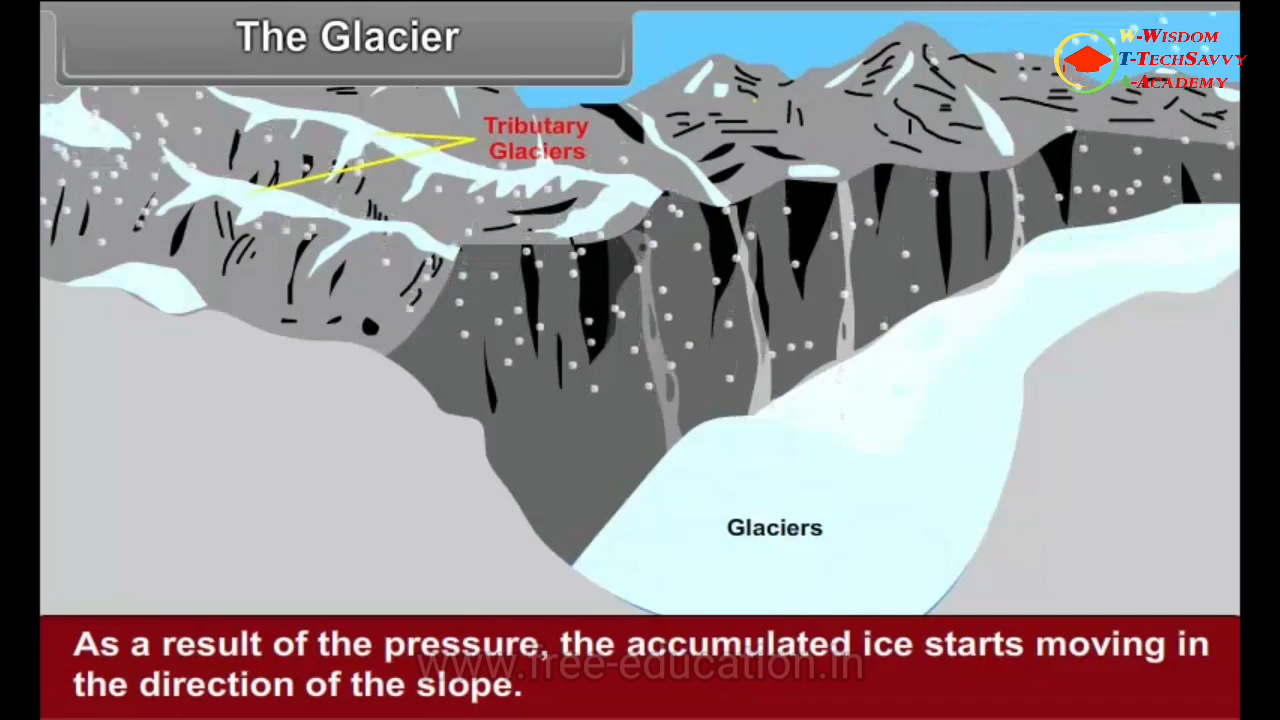 The Glacier
W-Wisdom
T-TechSavvy
A-Academy
Tributary
Glaciers
Glaciers
As a result of the pressure, the accumulated ice starts moving in
the direction of the slope.
www.free-education.in